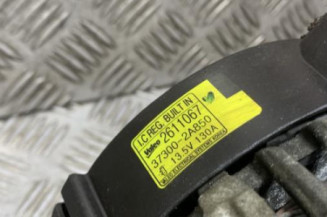 I.C REG. BUILT IN
Valeo 2611067
37300-2A850
13.5V 130A